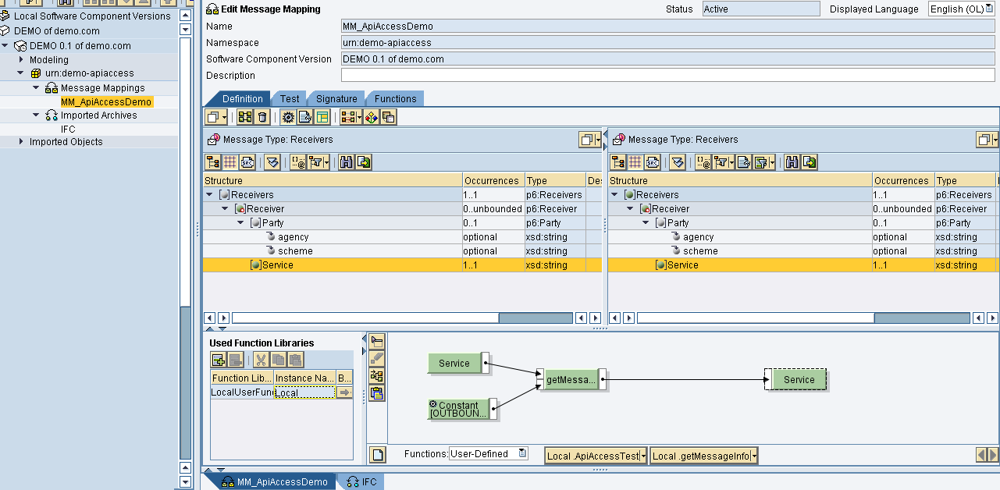 Local Software Component Versions
DEMO of demo.com
DEMO 0.1 of demo.com
Modeling
urn:demo-apiaccess
Message Mappings
MM_ApiAccessDemo
Imported Archives
IFC
Imported Objects
Edit Message Mapping
Status Active Displayed Language English (OL)
Name MM_ApiAccessDemo
Namespace urn:demo-apiaccess
Software Component Version DEMO 0.1 of demo.com
Description
Definition Test Signature Functions
Message Type: Receivers
SRC
Structure Occurrences Type Des
Receivers 1..1 p6:Receivers
Receiver 0..unbounded p6:Receiver
Party 0..1 p6:Party
agency optional xsd:string
scheme optional xsd:string
Service 1..1 xsd:string
Message Type: Receivers
SRC
Structure Occurrences Type
Receivers 1..1 p6:Receivers
Receiver 0..unbounded p6:Receiver
Party 0..1 p6:Party
agency optional xsd:string
scheme optional xsd:string
Service 1..1 xsd:string
Used Function Libraries
Function Lib... Instance Na... B...
LocalUserFund Local
Service
Constant
[OUTBOUN...
getMessa...
Service
Functions: User-Defined Local .ApiAccessTest Local .getMessageInfo
MM_ApiAccessDemo IFC